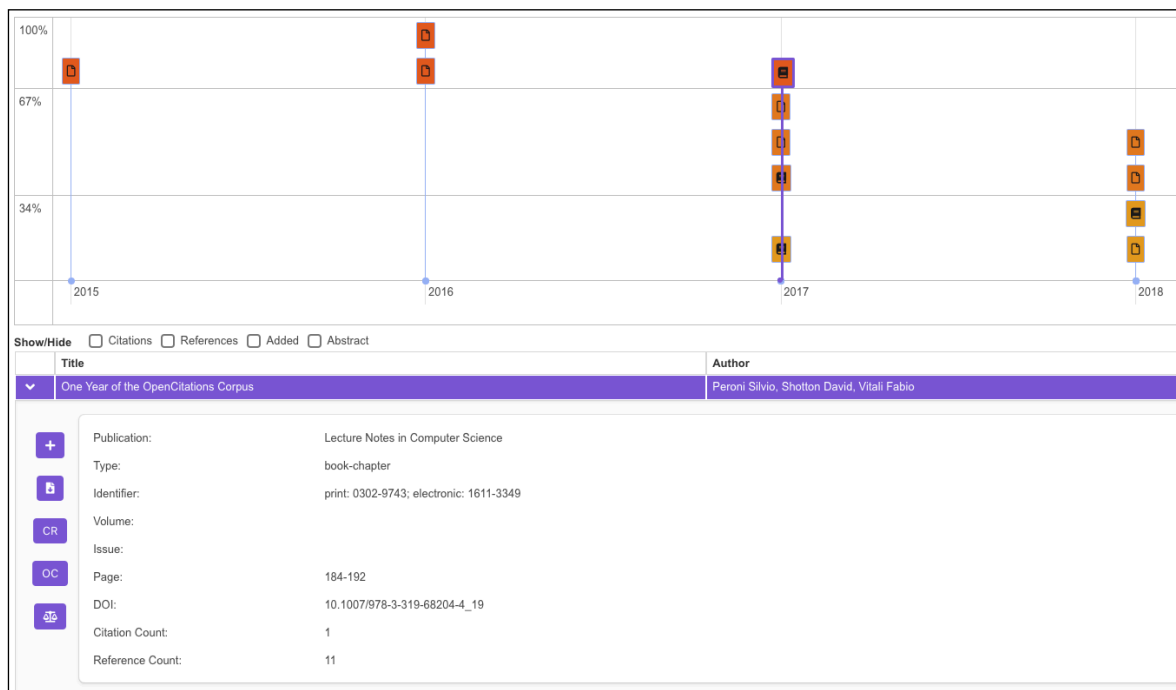 100%
67%
34%
2015 2016 2017 2018
Show/Hide Citations References Added Abstract
Title Author
One Year of the OpenCitations Corpus Peroni Silvio, Shotton David, Vitali Fabio
Publication: Lecture Notes in Computer Science
Type: book-chapter
Identifier: print: 0302-9743; electronic: 1611-3349
Volume:
CR
Issue:
OC
Page: 184-192
DOI: 10.1007/978-3-319-68204-4_19
Citation Count: 1
Reference Count: 11